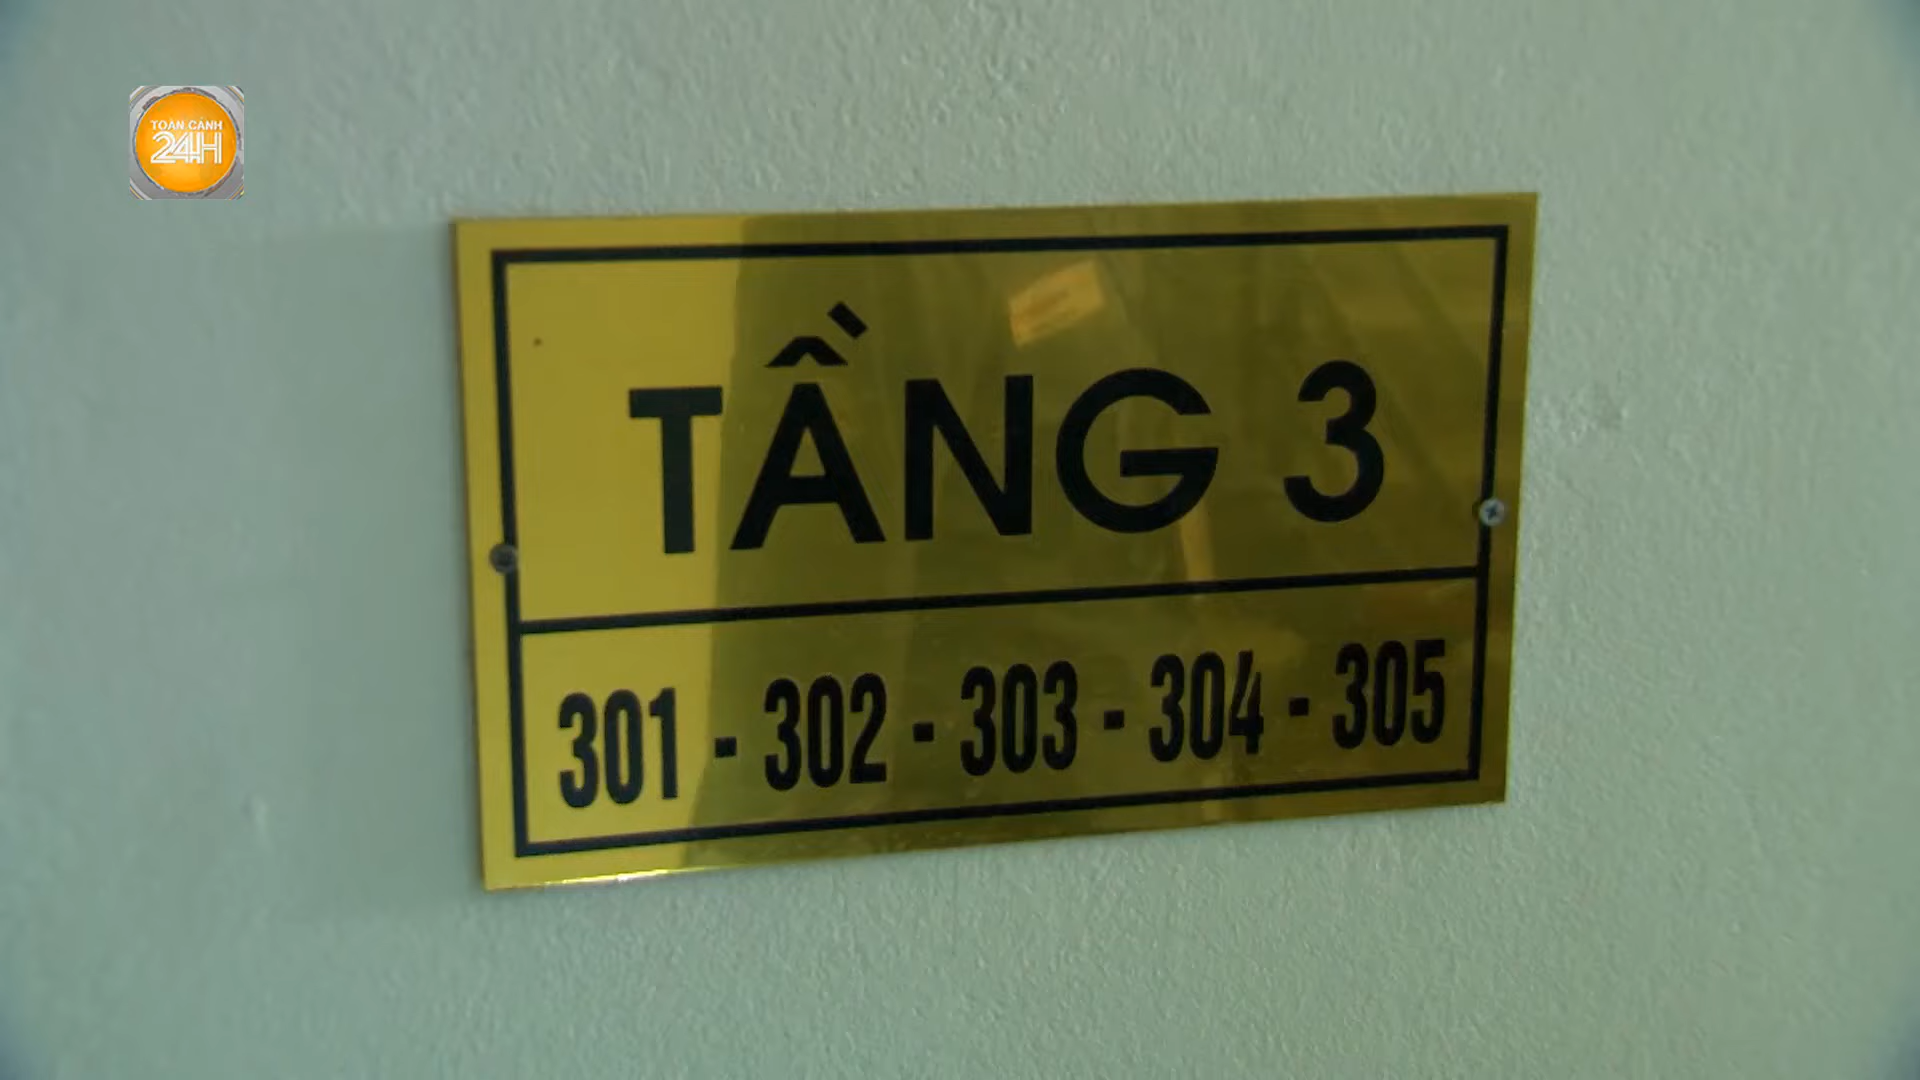 TOÀN CẢNH
24H
TẦNG 3
301 - 302 - 303 - 304 - 305